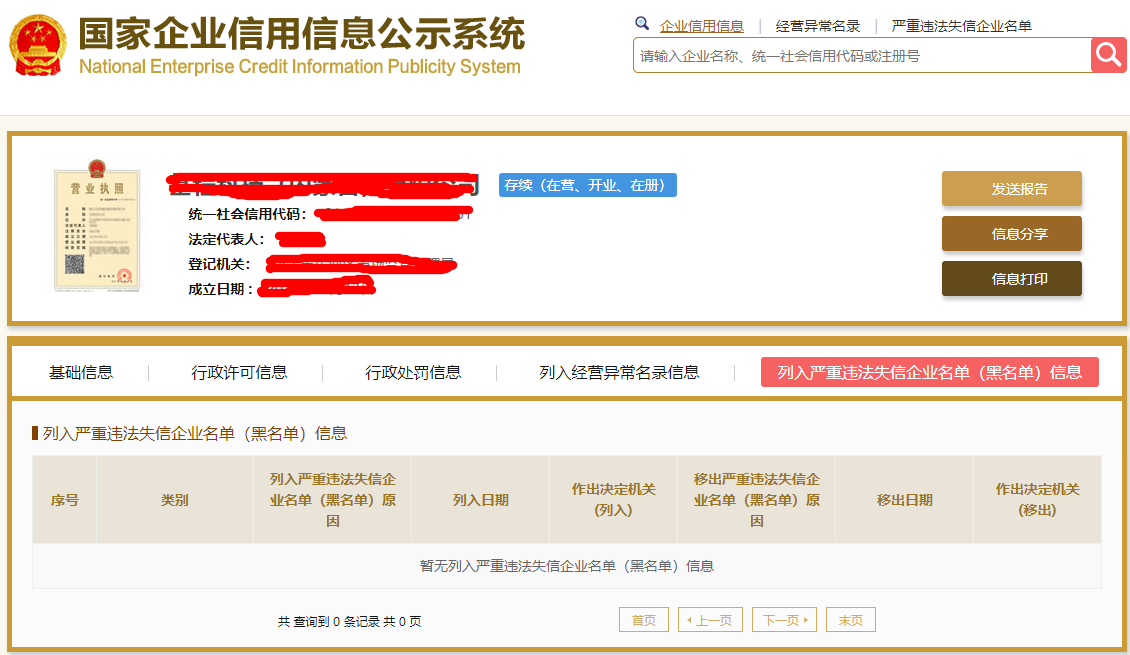 国家企业信用信息公示系统
National Enterprise Credit Information Publicity System
企业信用信息 | 经营异常名录 | 严重违法失信企业名单
请输入企业名称、统一社会信用代码或注册号
营业执照
存续（在营、开业、在册）
统一社会信用代码：
法定代表人：
登记机关：
成立日期：
发送报告
信息分享
信息打印
基础信息 | 行政许可信息 | 行政处罚信息 | 列入经营异常名录信息 | 列入严重违法失信企业名单（黑名单）信息
列入严重违法失信企业名单（黑名单）信息
序号 类别 列入严重违法失信企业名单（黑名单）原因 列入日期 作出决定机关(列入) 移出严重违法失信企业名单（黑名单）原因 移出日期 作出决定机关(移出)
暂无列入严重违法失信企业名单（黑名单）信息
共 查询到 0 条记录 共 0 页
首页 上一页 下一页 末页